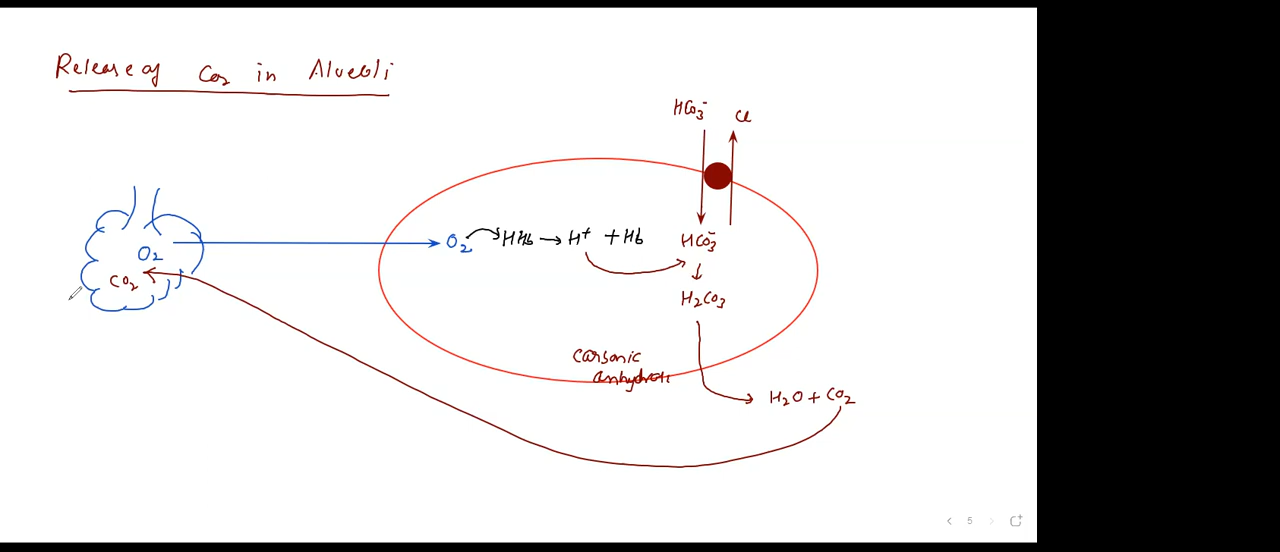 Release of CO2 in Alveoli
HCO3- Cl
O2
CO2
O2 HHb → H+ + Hb HCO3-
H2CO3
Carbonic
H2O + CO2
5